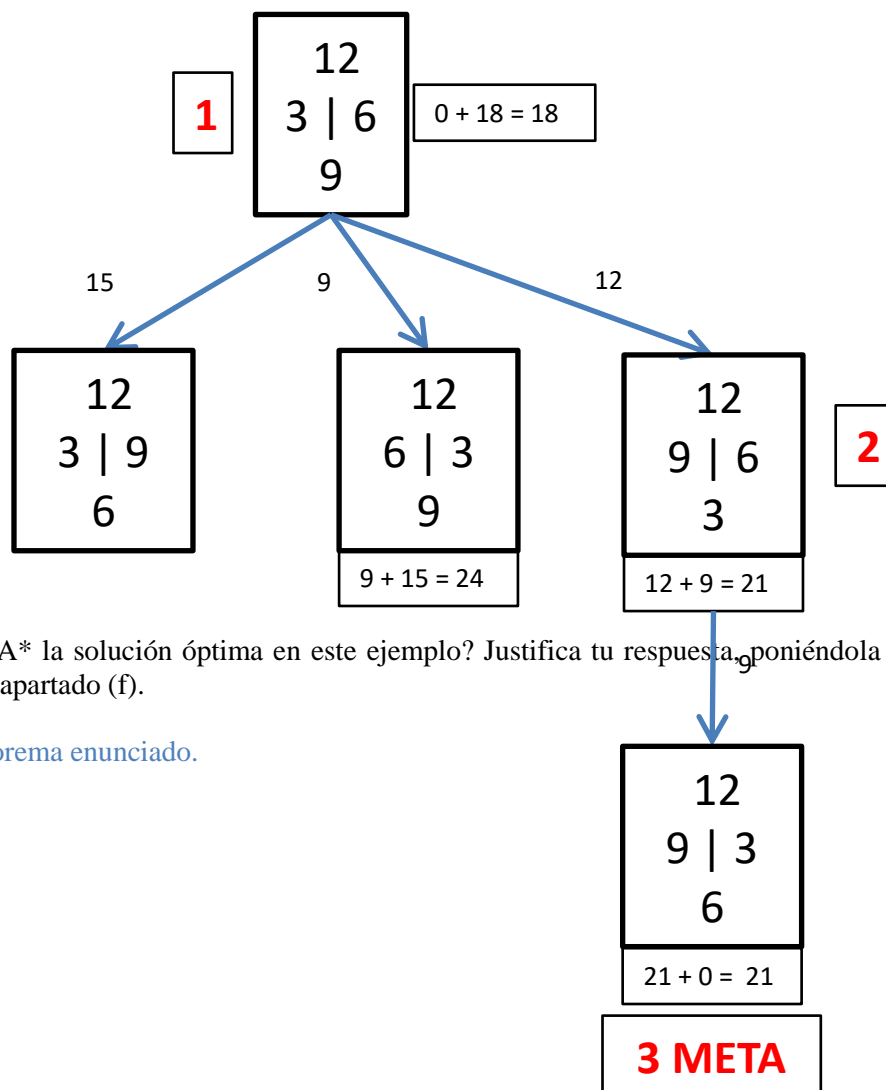 12
1
3 | 6
0 + 18 = 18
9
15
9
12
12
3 | 9
6
12
6 | 3
9
12
9 | 6
3
2
9 + 15 = 24
12 + 9 = 21
A* la solución óptima en este ejemplo? Justifica tu respuesta, poniéndola
9
apartado (f).
enunciado.
12
9 | 3
6
21 + 0 = 21
3 META